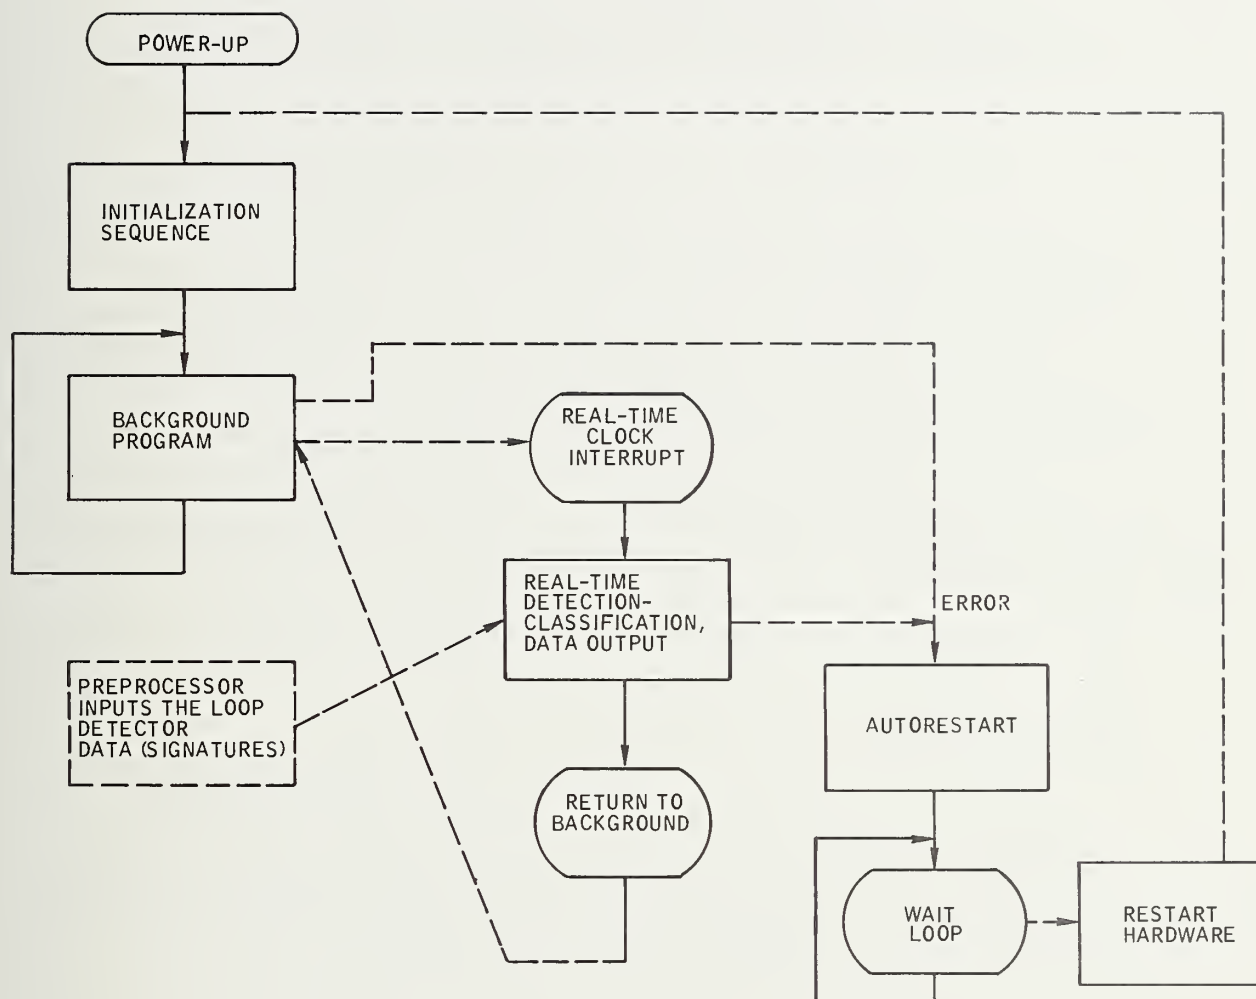 POWER-UP
INITIALIZATION
SEQUENCE
BACKGROUND
PROGRAM
REAL-TIME
CLOCK
INTERRUPT
REAL-TIME
DETECTION-
CLASSIFICATION,
DATA OUTPUT
ERROR
PREPROCESSOR
INPUTS THE LOOP
DETECTOR
DATA (SIGNATURES)
AUTORESTART
RETURN TO
BACKGROUND
WAIT
LOOP
RESTART
HARDWARE